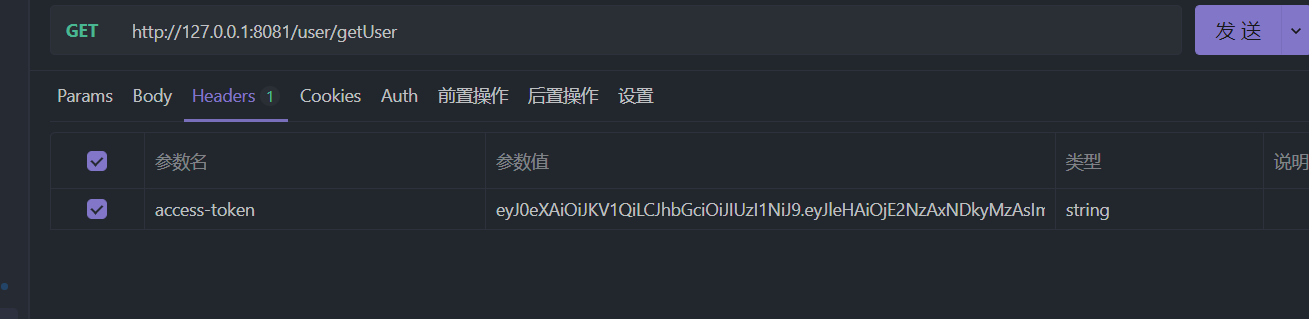 GET http://127.0.0.1:8081/user/getUser 发 送
Params Body Headers 1 Cookies Auth 前置操作 后置操作 设置
参数名 参数值 类型 说明
access-token eyJ0eXAiOiJKV1QiLCJhbGciOiJIUzI1NiJ9.eyJleHAiOjE2NzAxNDkyMzAsIm string